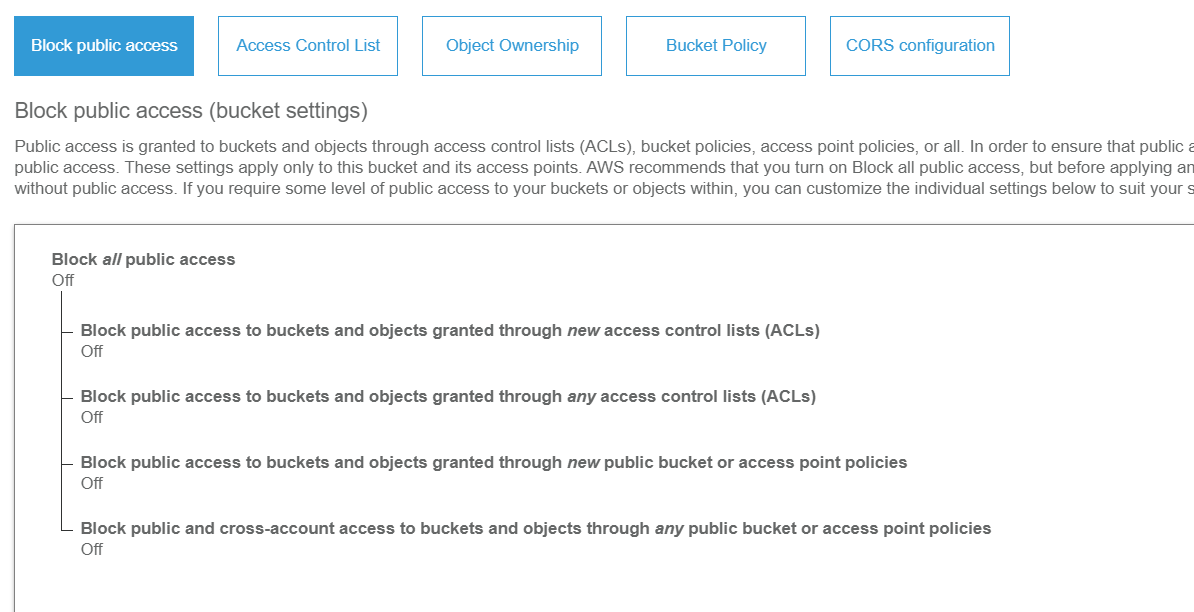 Block public access
Access Control List
Object Ownership
Bucket Policy
CORS configuration
Block public access (bucket settings)
Public access is granted to buckets and objects through access control lists (ACLs), bucket policies, access point policies, or all. In order to ensure that public
public access. These settings apply only to this bucket and its access points. AWS recommends that you turn on Block all public access, but before applying
without public access. If you require some level of public access to your buckets or objects within, you can customize the individual settings below to suit your
Block all public access
Off
Block public access to buckets and objects granted through new access control lists (ACLs)
Off
Block public access to buckets and objects granted through any access control lists (ACLs)
Off
Block public access to buckets and objects granted through new public bucket or access point policies
Off
Block public and cross-account access to buckets and objects through any public bucket or access point policies
Off